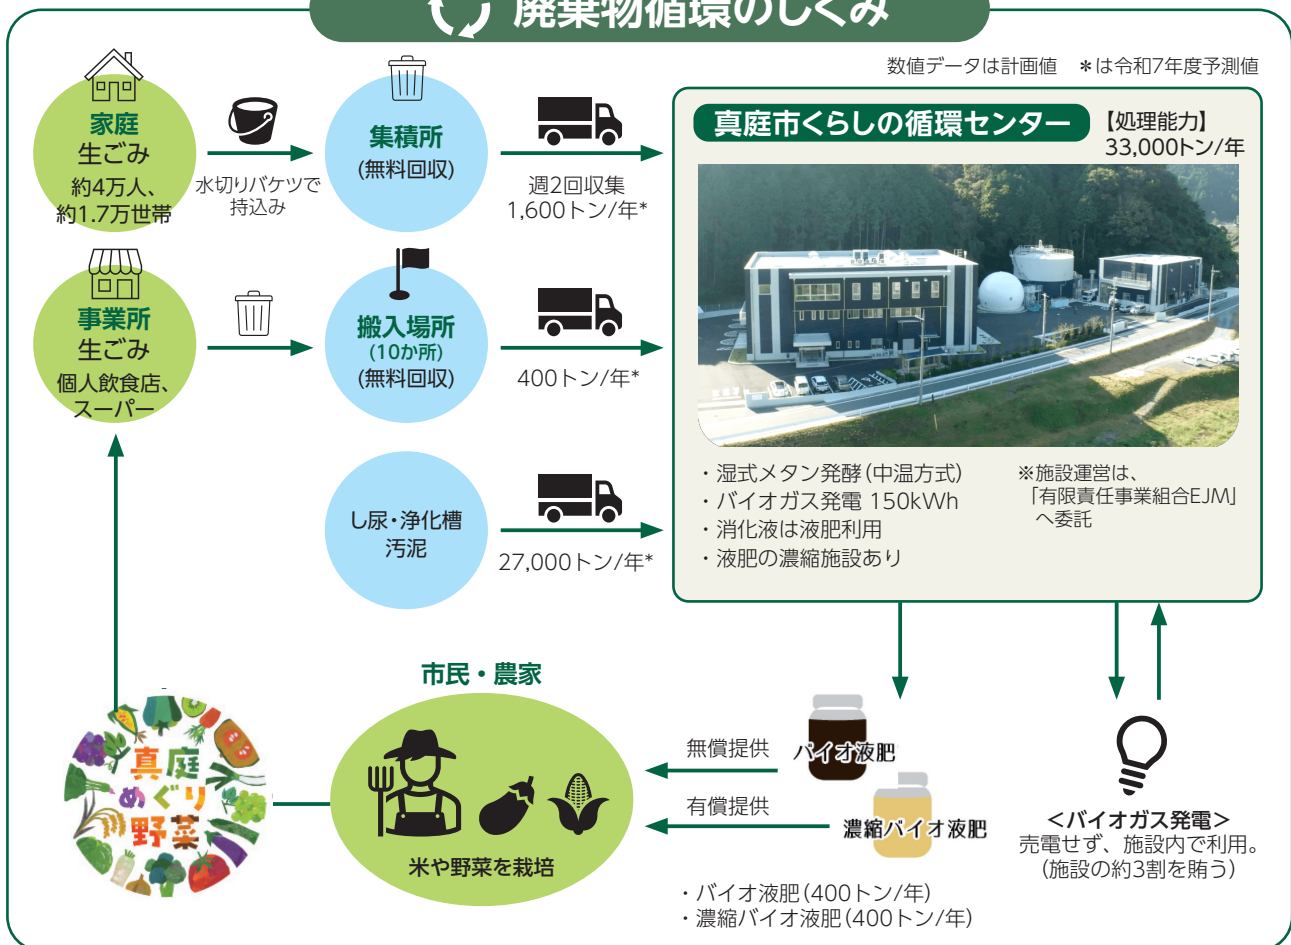 廃棄物循環のしくみ
数値データは計画値 *は令和7年度予測値
家庭
生ごみ
約4万人、
約1.7万世帯
水切りバケツで
持込み
集積所
(無料回収)
週2回収集
1,600トン/年*
事業所
生ごみ
個人飲食店、
スーパー
搬入場所
(10か所)
(無料回収)
400トン/年*
し尿・浄化槽
汚泥
27,000トン/年*
真庭市くらしの循環センター
【処理能力】
33,000トン/年
・湿式メタン発酵(中温方式)
・バイオガス発電 150kWh
・消化液は液肥利用
・液肥の濃縮施設あり
※施設運営は、
「有限責任事業組合EJM」
へ委託
市民・農家
米や野菜を栽培
真庭
めぐり
野菜
無償提供
バイオ液肥
有償提供
濃縮バイオ液肥
・バイオ液肥(400トン/年)
・濃縮バイオ液肥(400トン/年)
<バイオガス発電>
売電せず、施設内で利用。
(施設の約3割を賄う)